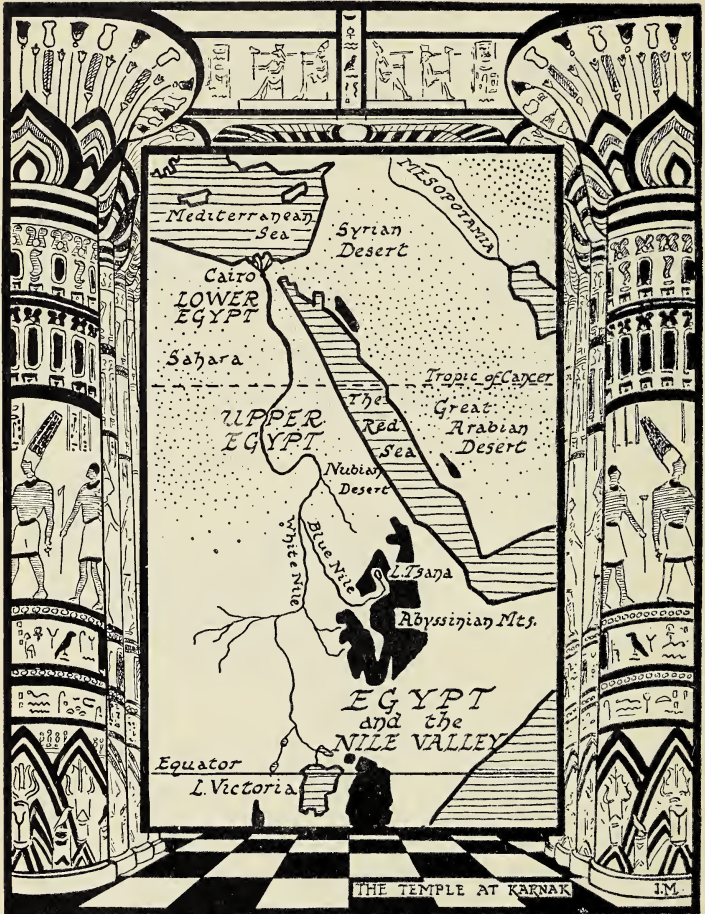 MESOPOTAMIA
Mediterranean
Sea
Syrian
Desert
Cairo
LOWER
EGYPT
Sahara
Tropic of Cancer
The
Red
Sea
Great
Arabian
Desert
UPPER
EGYPT
Nubian
Desert
White Nile
Blue Nile
L. Tsana
Abyssinian Mts.
EGYPT
and the
NILE VALLEY
Equator
L. Victoria
THE TEMPLE AT KARNAK
J.M.